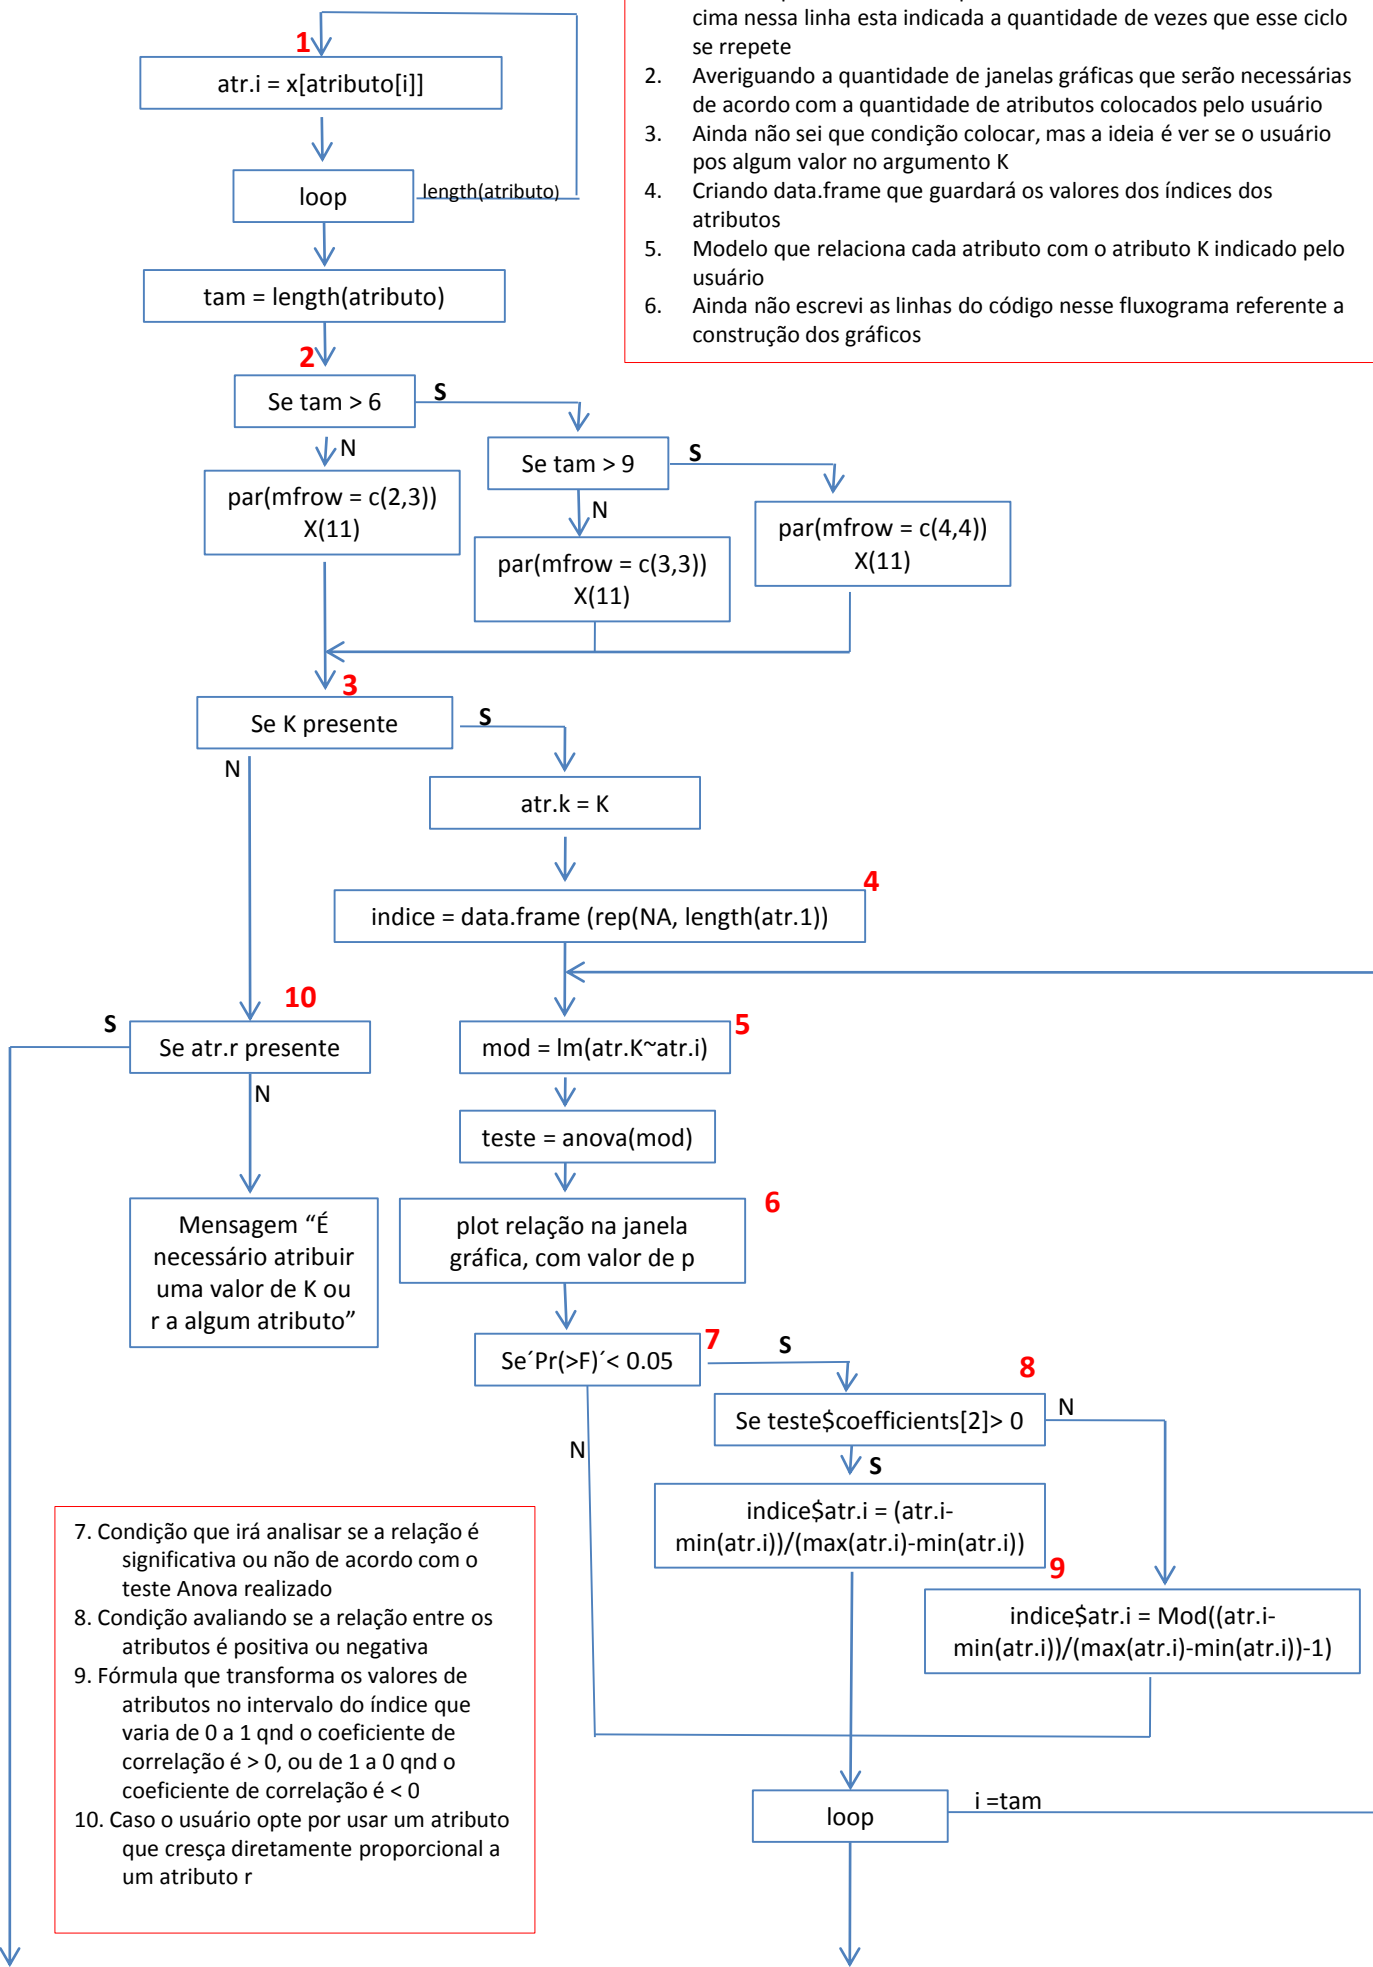 cima nessa linha esta indicada a quantidade de vezes que esse ciclo
se rrepete
2. Averiguando a quantidade de janelas gráficas que serão necessárias
de acordo com a quantidade de atributos colocados pelo usuário
3. Ainda não sei que condição colocar, mas a ideia é ver se o usuário
pos algum valor no argumento K
4. Criando data.frame que guardará os valores dos índices dos
atributos
5. Modelo que relaciona cada atributo com o atributo K indicado pelo
usuário
6. Ainda não escrevi as linhas do código nesse fluxograma referente a
construção dos gráficos
1
atr.i = x[atributo[i]]
loop
length(atributo)
tam = length(atributo)
2
Se tam > 6
S
N
Se tam > 9
S
N
par(mfrow = c(2,3))
X(11)
par(mfrow = c(3,3))
X(11)
par(mfrow = c(4,4))
X(11)
3
Se K presente
S
N
atr.k = K
4
indice = data.frame (rep(NA, length(atr.1))
10
S
Se atr.r presente
N
5
mod = lm(atr.K~atr.i)
teste = anova(mod)
Mensagem “É
necessário atribuir
uma valor de K ou
r a algum atributo”
6
plot relação na janela
gráfica, com valor de p
7
Se´Pr(>F)´< 0.05
S
N
8
Se teste$coefficients[2]> 0
N
S
indice$atr.i = (atr.i-
min(atr.i))/(max(atr.i)-min(atr.i))
9
indice$atr.i = Mod((atr.i-
min(atr.i))/(max(atr.i)-min(atr.i))-1)
loop
i =tam
7. Condição que irá analisar se a relação é
significativa ou não de acordo com o
teste Anova realizado
8. Condição avaliando se a relação entre os
atributos é positiva ou negativa
9. Fórmula que transforma os valores de
atributos no intervalo do índice que
varia de 0 a 1 qnd o coeficiente de
correlação é > 0, ou de 1 a 0 qnd o
coeficiente de correlação é < 0
10. Caso o usuário opte por usar um atributo
que cresça diretamente proporcional a
um atributo r